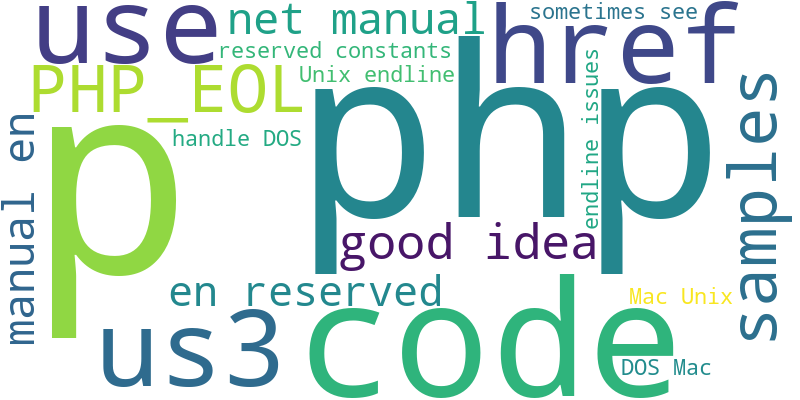 use
net manual
href
sometimes see
reserved constants
Unix endline
PHP_EOL
php
p
handle DOS
endline issues
samples
manual en
good idea
en reserved
us3
code
Mac Unix
DOS Mac